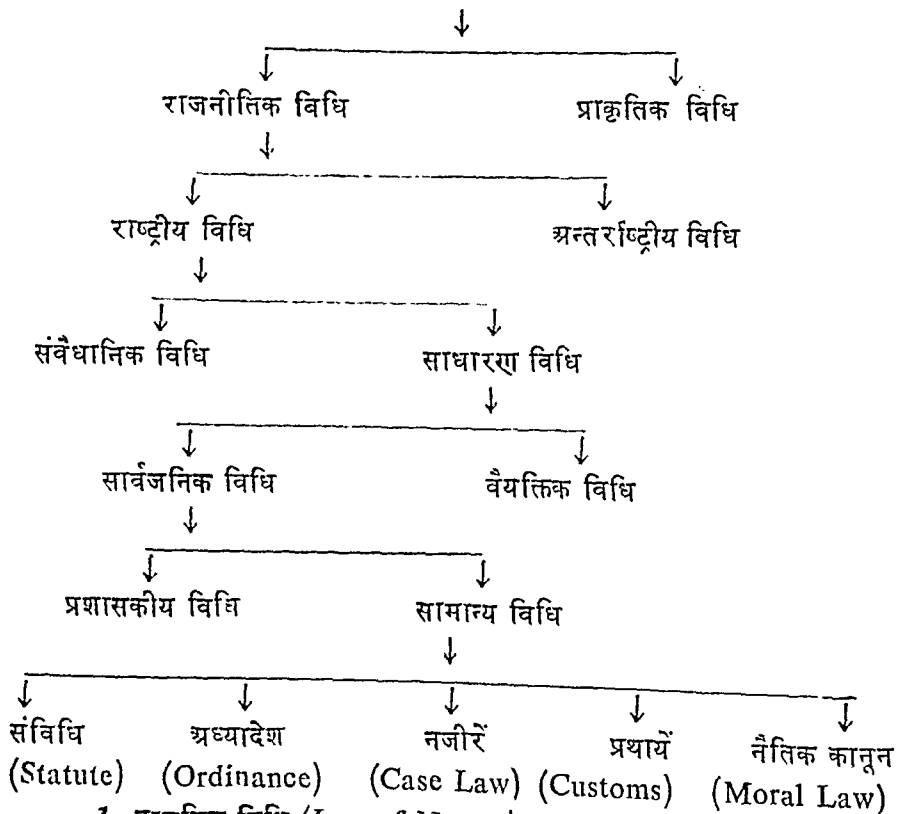 राजनीतिक विधि प्राकृतिक विधि
राष्ट्रीय विधि अन्तर्राष्ट्रीय विधि
संवैधानिक विधि साधारण विधि
सार्वजनिक विधि वैयक्तिक विधि
प्रशासकीय विधि सामान्य विधि
संविधि अध्यादेश नजीरें प्रथायें नैतिक कानून
(Statute) (Ordinance) (Case Law) (Customs) (Moral Law)